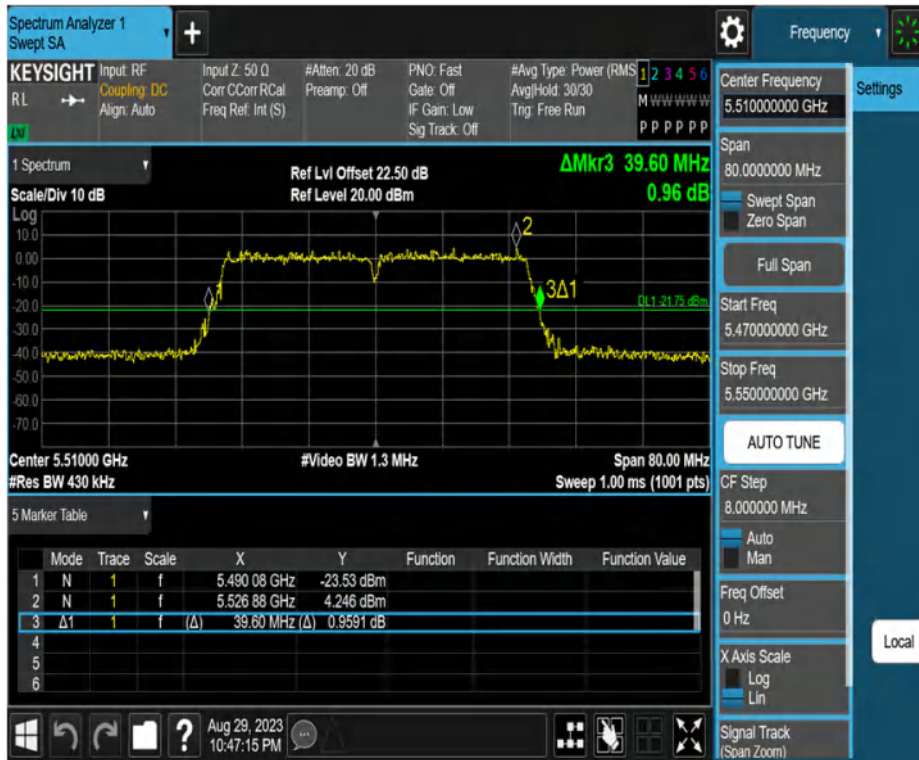 Spectrum Analyzer 1
Swept SA
Frequency
KEYSIGHT
Input: RF
Input Z: 50 Ω
#Atten: 20 dB
PNO: Fast
#Avg Type: Power (RMS
1 2 3 4 5 6
RL
Coupling: DC
Corr CCorr RCal
Preamp: Off
Gate: Off
Avg|Hold: 30/30
M W W W W W
Align: Auto
Freq Ref: Int (S)
IF Gain: Low
Trig: Free Run
Sig Track: Off
P P P P P P
LXI
Center Frequency
5.510000000 GHz
Settings
1 Spectrum
Ref Lvl Offset 22.50 dB
ΔMkr3 39.60 MHz
Scale/Div 10 dB
Ref Level 20.00 dBm
0.96 dB
Span
80.0000000 MHz
Swept Span
Zero Span
Full Span
Start Freq
5.470000000 GHz
Stop Freq
5.550000000 GHz
AUTO TUNE
CF Step
8.000000 MHz
Auto
Man
Freq Offset
0 Hz
X Axis Scale
Log
Lin
Signal Track
(Span Zoom)
Local
Log
10.0
0.00
-10.0
-20.0
-30.0
-40.0
-50.0
-60.0
-70.0
2
3Δ1
DL1 -21.75 dBm
Center 5.51000 GHz
#Video BW 1.3 MHz
Span 80.00 MHz
#Res BW 430 kHz
Sweep 1.00 ms (1001 pts)
5 Marker Table
Mode Trace Scale X Y Function Function Width Function Value
1 N 1 f 5.490 08 GHz -23.53 dBm
2 N 1 f 5.526 88 GHz 4.246 dBm
3 Δ1 1 f (Δ) 39.60 MHz (Δ) 0.9591 dB
4
5
6
?
Aug 29, 2023
10:47:15 PM